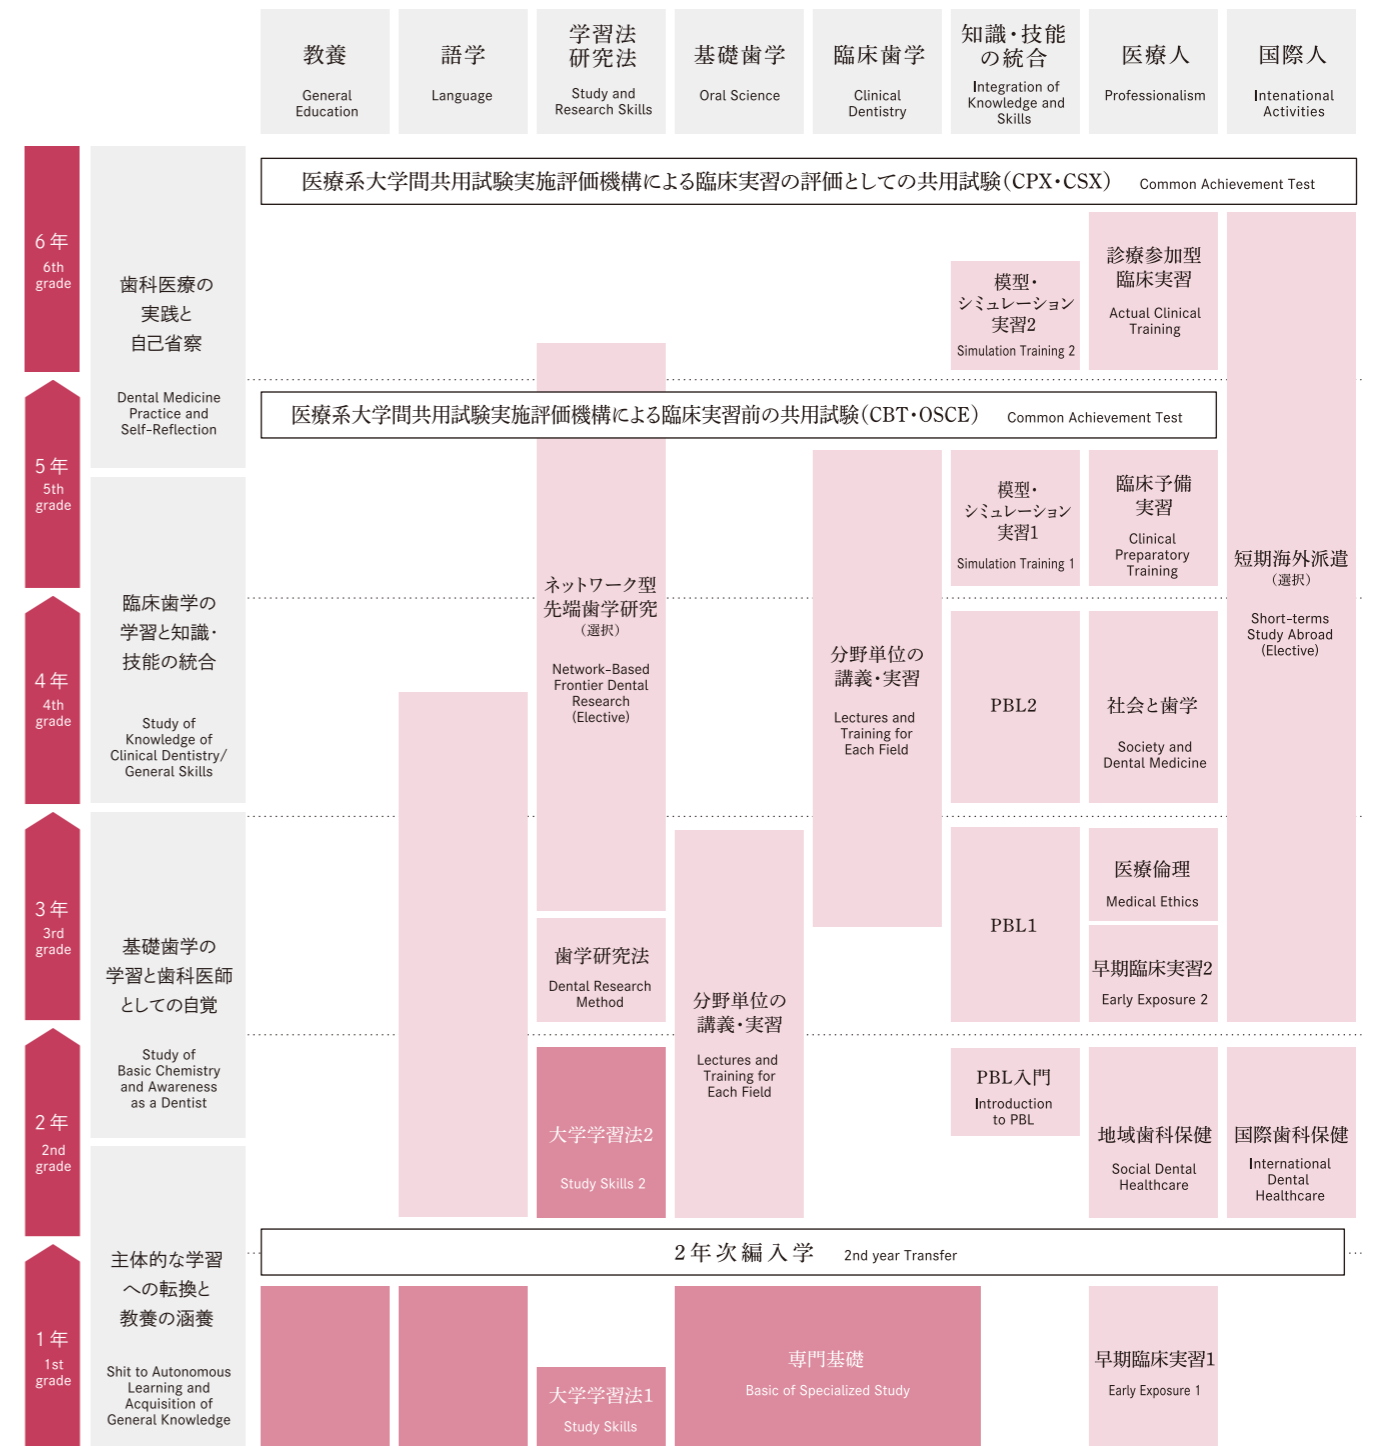 教養
General
Education
語学
Language
学習法
研究法
Study and
Research Skills
基礎歯学
Oral Science
臨床歯学
Clinical
Dentistry
知識・技能
の統合
Integration of
Knowledge and
Skills
医療人
Professionalism
国際人
Intenational
Activities
6年
6th
grade
5年
5th
grade
4年
4th
grade
3年
3rd
grade
2年
2nd
grade
1年
1st
grade
歯科医療の
実践と
自己省察
Dental Medicine
Practice and
Self-Reflection
臨床歯学の
学習と知識・
技能の統合
Study of
Knowledge of
Clinical Dentistry/
General Skills
基礎歯学の
学習と歯科医師
としての自覚
Study of
Basic Chemistry
and Awareness
as a Dentist
主体的な学習
への転換と
教養の涵養
Shit to Autonomous
Learning and
Acquisition of
General Knowledge
医療系大学間共用試験実施評価機構による臨床実習の評価としての共用試験(CPX・CSX) Common Achievement Test
模型・
シミュレーション
実習2
Simulation Training 2
診療参加型
臨床実習
Actual Clinical
Training
医療系大学間共用試験実施評価機構による臨床実習前の共用試験(CBT・OSCE) Common Achievement Test
ネットワーク型
先端歯学研究
(選択)
Network-Based
Frontier Dental
Research
(Elective)
分野単位の
講義・実習
Lectures and
Training for
Each Field
模型・
シミュレーション
実習1
Simulation Training 1
臨床予備
実習
Clinical
Preparatory
Training
短期海外派遣
(選択)
Short-terms
Study Abroad
(Elective)
PBL2
社会と歯学
Society and
Dental Medicine
歯学研究法
Dental Research
Method
分野単位の
講義・実習
Lectures and
Training for
Each Field
PBL1
医療倫理
Medical Ethics
早期臨床実習2
Early Exposure 2
大学学習法2
Study Skills 2
PBL入門
Introduction
to PBL
地域歯科保健
Social Dental
Healthcare
国際歯科保健
International
Dental
Healthcare
2年次編入学 2nd year Transfer
大学学習法1
Study Skills
専門基礎
Basic of Specialized Study
早期臨床実習1
Early Exposure 1